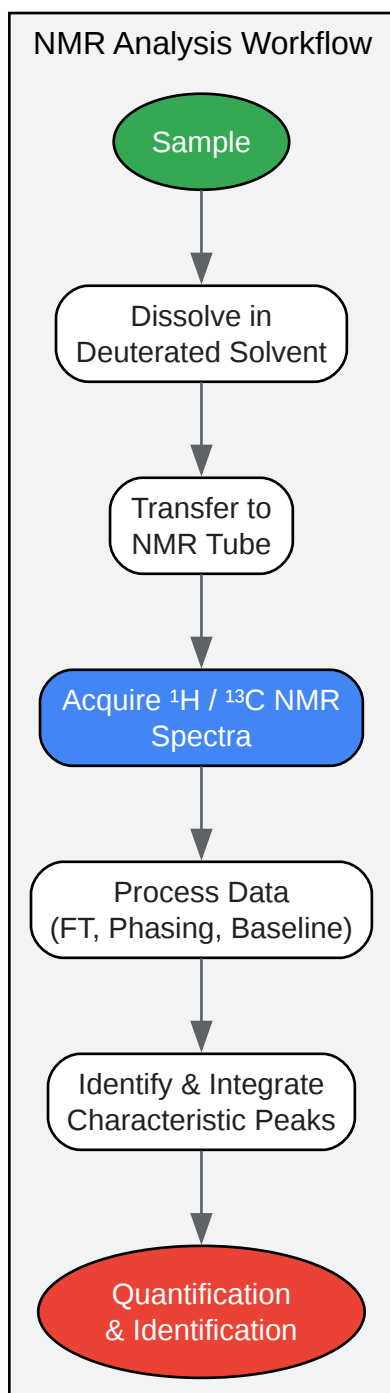 NMR Analysis Workflow
Sample
Dissolve in
Deuterated Solvent
Transfer to
NMR Tube
Acquire ¹H / ¹³C NMR
Spectra
Process Data
(FT, Phasing, Baseline)
Identify & Integrate
Characteristic Peaks
Quantification
& Identification